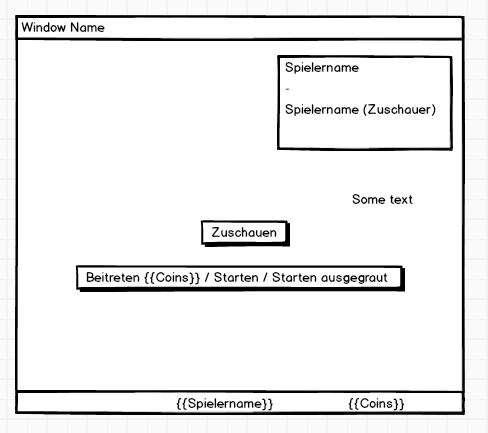 Window Name
Spielername
-
Spielername (Zuschauer)
Some text
Zuschauen
Beitreten {{Coins}} / Starten / Starten ausgegraut
{{Spielername}} {{Coins}}